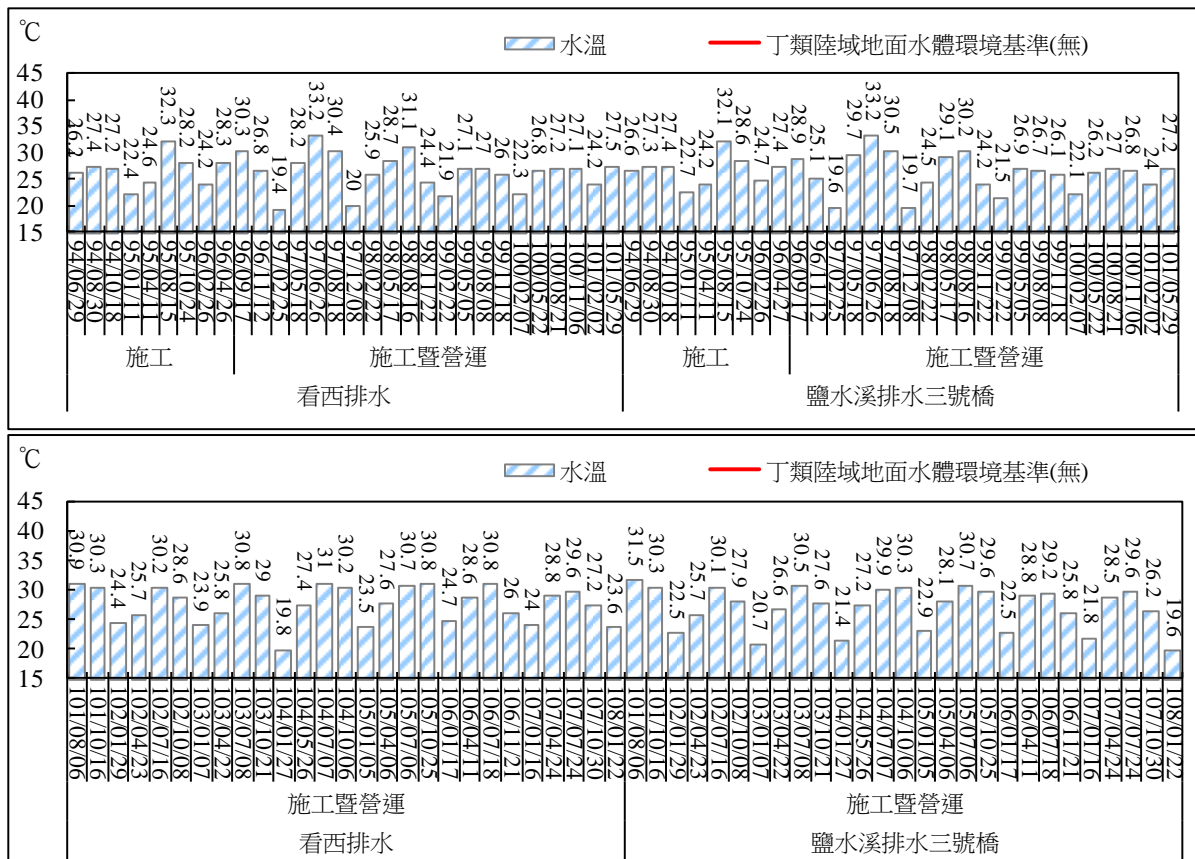 ℃
水溫
丁類陸域地面水體環境基準(無)
45
40
35
30
25
20
15
26.2 27.4 27.2 22.4 24.6 32.3 28.2 24.2 28.3 30.3 26.8 19.4 28.2 33.2 30.4 20 25.9 28.7 31.1 24.4 21.9 27.1 27 26 22.3 26.8 27.2 27.1 24.2 27.5 26.6 27.3 27.4 22.7 24.2 32.1 28.6 24.7 27.4 28.9 25.1 19.6 29.7 33.2 30.5 19.7 24.5 29.1 30.2 24.2 21.5 26.9 26.7 26.1 22.1 26.2 27 26.8 24 27.2
94/06/29 94/08/30 94/10/18 95/01/11 95/04/11 95/08/15 95/10/24 96/02/26 96/04/26 96/09/17 96/11/12 97/02/25 97/05/18 97/06/26 97/08/18 97/12/08 98/02/22 98/05/17 98/08/16 98/11/22 99/02/22 99/05/05 99/08/08 99/11/18 100/02/07 100/05/22 100/08/21 100/11/06 101/02/02 101/05/29 94/06/29 94/08/30 94/10/18 95/01/11 95/04/11 95/08/15 95/10/24 96/02/26 96/04/27 96/09/17 96/11/12 97/02/25 97/05/18 97/06/26 97/08/18 97/12/08 98/02/22 98/05/17 98/08/16 98/11/22 99/02/22 99/05/05 99/08/08 99/11/18 100/02/07 100/05/22 100/08/21 100/11/06 101/02/02 101/05/29
施工 施工暨營運 施工 施工暨營運
看西排水 鹽水溪排水三號橋
℃
水溫
丁類陸域地面水體環境基準(無)
45
40
35
30
25
20
15
30.9 30.3 24.4 25.7 30.2 28.6 23.9 25.8 30.8 29 19.8 27.4 31 30.2 23.5 27.6 30.7 30.8 24.7 28.6 30.8 26 24 28.8 29.6 27.2 23.6 31.5 30.3 22.5 25.7 30.1 27.9 20.7 26.6 30.5 27.6 21.4 27.2 29.9 30.3 22.9 28.1 30.7 29.6 22.5 28.8 29.2 25.8 21.8 28.5 29.6 26.2 19.6
101/08/06 101/10/16 102/01/29 102/04/23 102/07/16 102/10/08 103/01/07 103/04/22 103/07/08 103/10/21 104/01/27 104/05/26 104/07/07 104/10/06 105/01/05 105/04/06 105/07/06 105/10/25 106/01/17 106/04/11 106/07/18 106/11/21 107/01/16 107/04/24 107/07/24 107/10/30 108/01/22 101/08/06 101/10/16 102/01/29 102/04/23 102/07/16 102/10/08 103/01/07 103/04/22 103/07/08 103/10/21 104/01/27 104/05/26 104/07/07 104/10/06 105/01/05 105/04/06 105/07/06 105/10/25 106/01/17 106/04/11 106/07/18 106/11/21 107/01/16 107/04/24 107/07/24 107/10/30 108/01/22
施工暨營運 施工暨營運
看西排水 鹽水溪排水三號橋